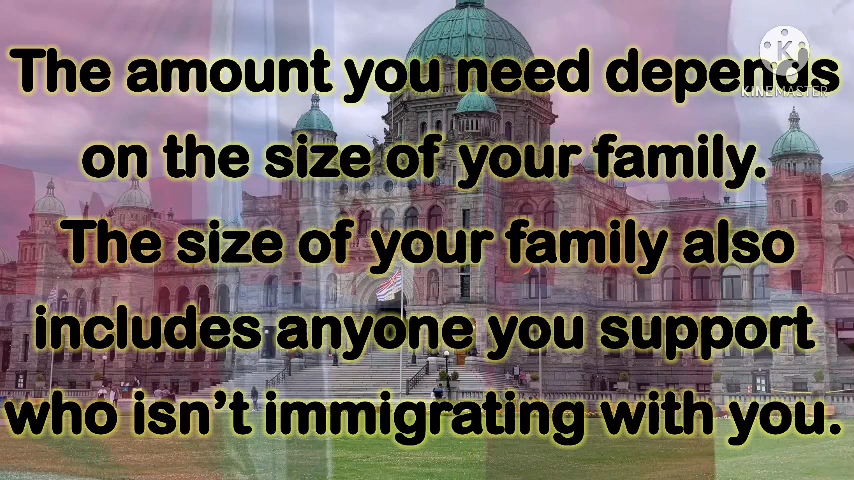 The amount you need depends
on the size of your family.
The size of your family also
includes anyone you support
who isn't immigrating with you.
K
KINEMASTER